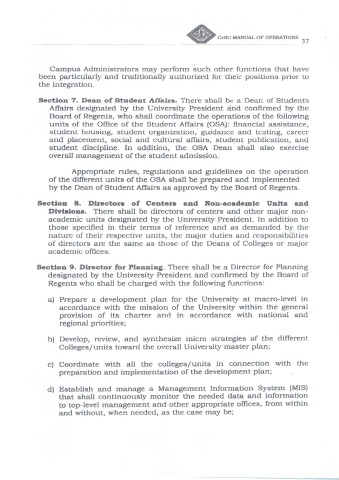 CvSU MANUAL OF OPERATIONS 37
Campus Administrators may perform such other functions that have
been particularly and traditionally authorized for their positions prior to
the integration.
Section 7. Dean of Student Affairs. There shall be a Dean of Students
Affairs designated by the University President and confirmed by the
Board of Regents, who shall coordinate the operations of the following
units of the Office of the Student Affairs (OSA): financial assistance,
student housing, student organization, guidance and testing, career
and placement, social and cultural affairs, student publication, and
student discipline. In addition, the OSA Dean shall also exercise
overall management of the student admission.
Appropriate rules, regulations and guidelines on the operation
of the different units of the OSA shall be prepared and implemented
by the Dean of Student Affairs as approved by the Board of Regents.
Section 8. Directors of Centers and Non-academic Units and
Divisions. There shall be directors of centers and other major non-
academic units designated by the University President. In addition to
those specified in their terms of reference and as demanded by the
nature of their respective units, the major duties and responsibilities
of directors are the same as those of the Deans of Colleges or major
academic offices.
Section 9. Director for Planning. There shall be a Director for Planning
designated by the University President and confirmed by the Board of
Regents who shall be charged with the following functions:
a) Prepare a development plan for the University at macro-level in
accordance with the mission of the University within the general
provision of its charter and in accordance with national and
regional priorities;
b) Develop, review, and synthesize micro strategies of the different
Colleges/units toward the overall University master plan;
c) Coordinate with all the colleges/units in connection with the
preparation and implementation of the development plan;
d) Establish and manage a Management Information System (MIS)
that shall continuously monitor the needed data and information
to top-level management and other appropriate offices, from within
and without, when needed, as the case may be;